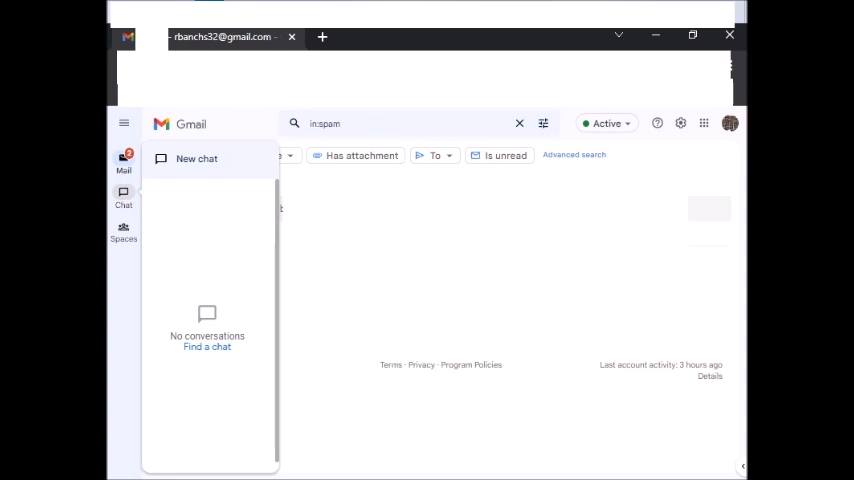 - rbanchs32@gmail.com -
Gmail
in:spam
Active
2
Mail
New chat
Has attachment
To
Is unread
Advanced search
Chat
Spaces
No conversations
Find a chat
Terms · Privacy · Program Policies
Last account activity: 3 hours ago
Details